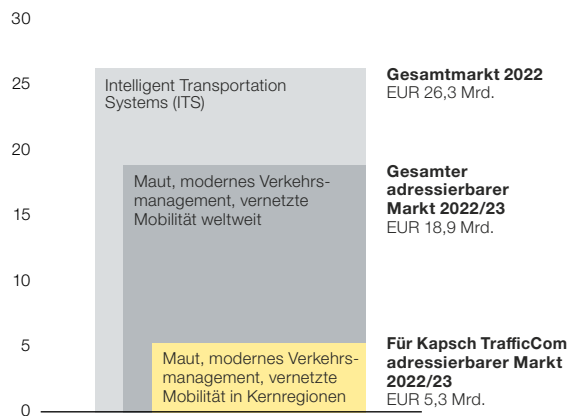 30
25
20
15
10
5
0
Intelligent Transportation
Systems (ITS)
Maut, modernes Verkehrs-
management, vernetzte
Mobilität weltweit
Maut, modernes Verkehrs-
management, vernetzte
Mobilität in Kernregionen
Gesamtmarkt 2022
EUR 26,3 Mrd.
Gesamter
adressierbarer
Markt 2022/23
EUR 18,9 Mrd.
Für Kapsch TrafficCom
adressierbarer Markt
2022/23
EUR 5,3 Mrd.